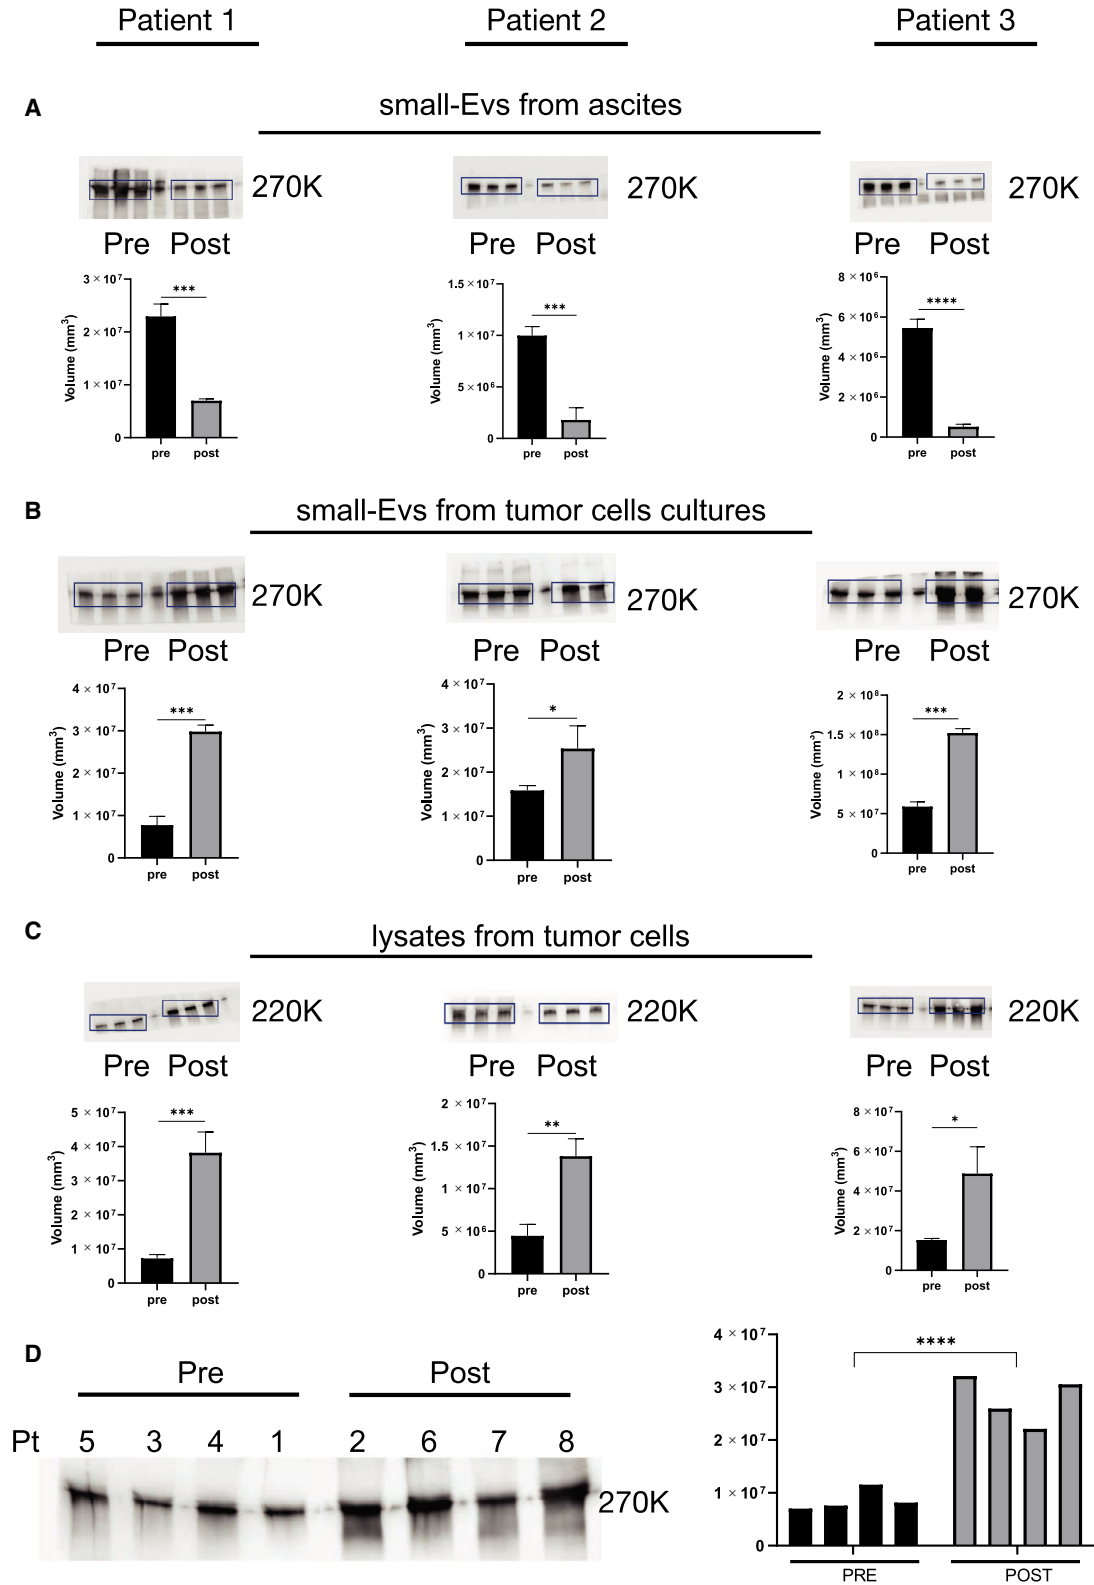 Patient 1 Patient 2 Patient 3
A
small-Evs from ascites
270K 270K 270K
Pre Post Pre Post Pre Post
3 × 10⁷
2 × 10⁷
1 × 10⁷
0
Volume (mm³)
***
pre post
1.5 × 10⁷
1 × 10⁷
5 × 10⁶
0
Volume (mm³)
***
pre post
8 × 10⁶
6 × 10⁶
4 × 10⁶
2 × 10⁶
0
Volume (mm³)
****
pre post
B
small-Evs from tumor cells cultures
270K 270K 270K
Pre Post Pre Post Pre Post
4 × 10⁷
3 × 10⁷
2 × 10⁷
1 × 10⁷
0
Volume (mm³)
***
pre post
4 × 10⁷
3 × 10⁷
2 × 10⁷
1 × 10⁷
0
Volume (mm³)
*
pre post
2 × 10⁸
1.5 × 10⁸
1 × 10⁸
5 × 10⁷
0
Volume (mm³)
***
pre post
C
lysates from tumor cells
220K 220K 220K
Pre Post Pre Post Pre Post
5 × 10⁷
4 × 10⁷
3 × 10⁷
2 × 10⁷
1 × 10⁷
0
Volume (mm³)
***
pre post
2 × 10⁷
1.5 × 10⁷
1 × 10⁷
5 × 10⁶
0
Volume (mm³)
**
pre post
8 × 10⁷
6 × 10⁷
4 × 10⁷
2 × 10⁷
0
Volume (mm³)
*
pre post
D
Pre Post
Pt 5 3 4 1 2 6 7 8
270K
4 × 10⁷
3 × 10⁷
2 × 10⁷
1 × 10⁷
0
****
PRE POST